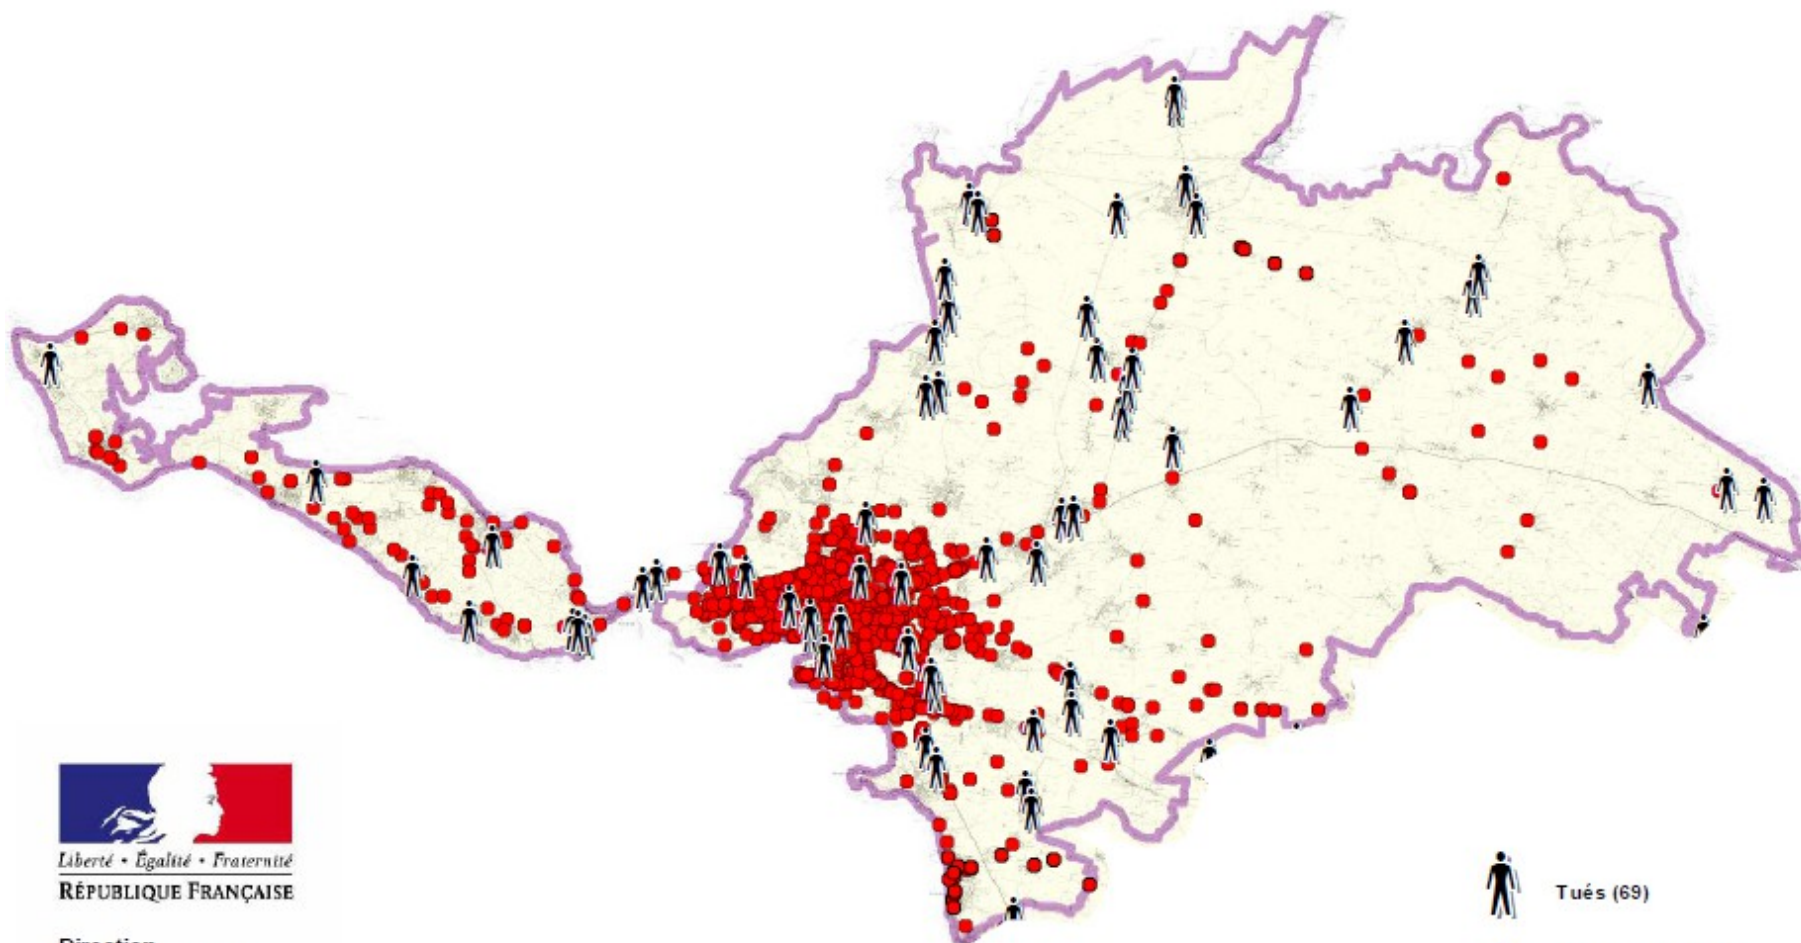 Liberté • Égalité • Fraternité
RÉPUBLIQUE FRANÇAISE
Tués (69)